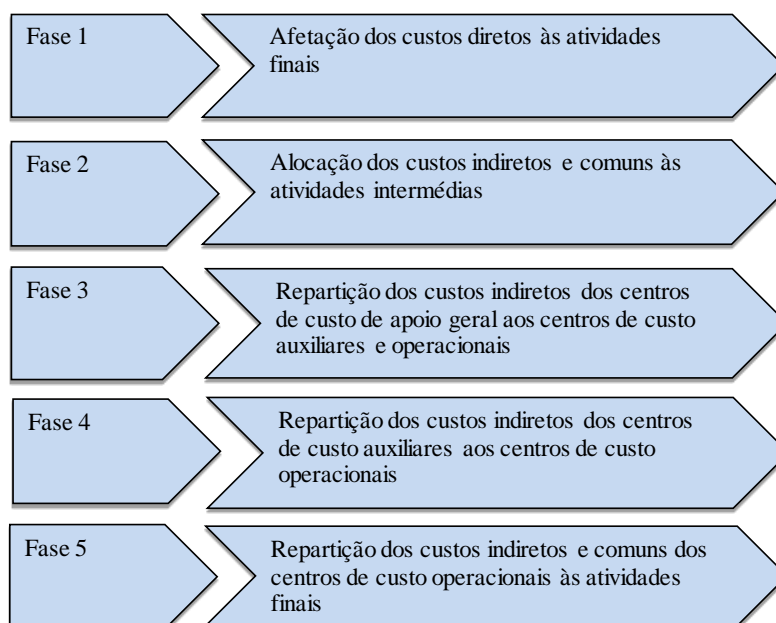 Fase 1
Afetação dos custos diretos às atividades
finais
Fase 2
Alocação dos custos indiretos e comuns às
atividades intermédias
Fase 3
Repartição dos custos indiretos dos centros
de custo de apoio geral aos centros de custo
auxiliares e operacionais
Fase 4
Repartição dos custos indiretos dos centros
de custo auxiliares aos centros de custo
operacionais
Fase 5
Repartição dos custos indiretos e comuns dos
centros de custo operacionais às atividades
finais